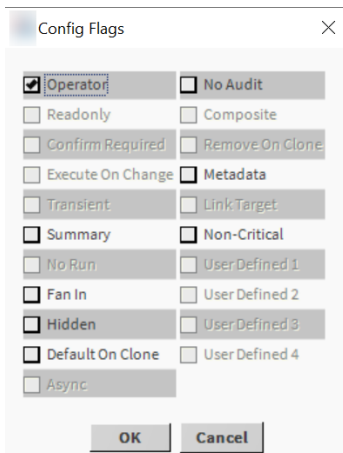 Config Flags
Operator
No Audit
Readonly
Composite
Confirm Required
Remove On Clone
Execute On Change
Metadata
Transient
Link Target
Summary
Non-Critical
No Run
User Defined 1
Fan In
User Defined 2
Hidden
User Defined 3
Default On Clone
User Defined 4
Async
OK
Cancel